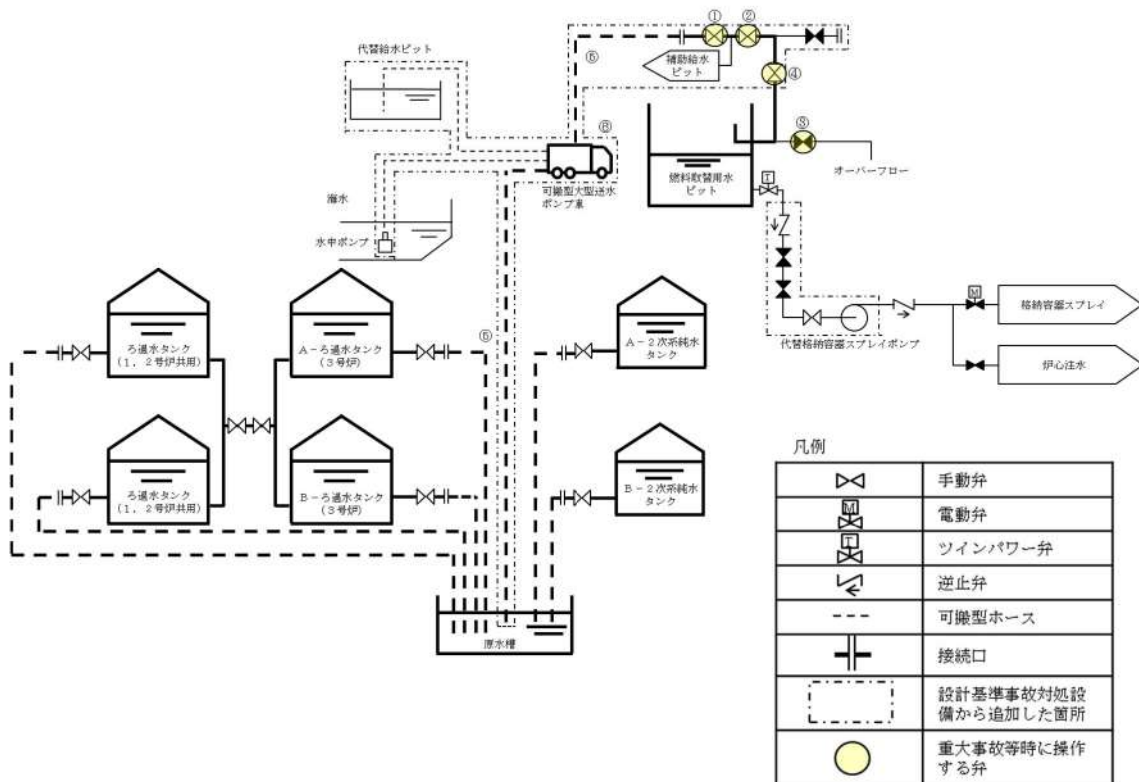 ①
②
⑤
④
③
⑥
代替給水ピット
補助給水
ピット
燃料取替用水
ピット
オーバーフロー
可搬型大型送水
ポンプ車
海水
水中ポンプ
T
M
格納容器スプレイ
代替格納容器スプレイポンプ
炉心注水
ろ過水タンク
(1,2号炉共用)
A-ろ過水タンク
(3号炉)
⑤
A-2次系純水
タンク
ろ過水タンク
(1,2号炉共用)
B-ろ過水タンク
(3号炉)
B-2次系純水
タンク
原水槽
凡例
手動弁
M
電動弁
T
ツインパワー弁
逆止弁
可搬型ホース
接続口
設計基準事故対処設
備から追加した箇所
重大事故等時に操作
する弁